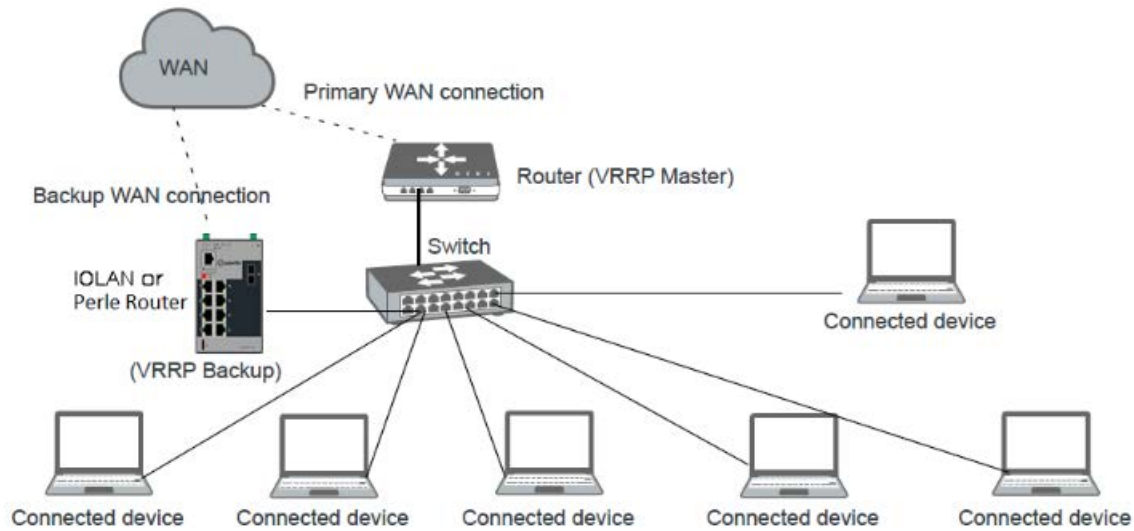 WAN
Primary WAN connection
Router (VRRP Master)
Backup WAN connection
Switch
IOLAN or
Perle Router
(VRRP Backup)
Connected device
Connected device
Connected device
Connected device
Connected device
Connected device